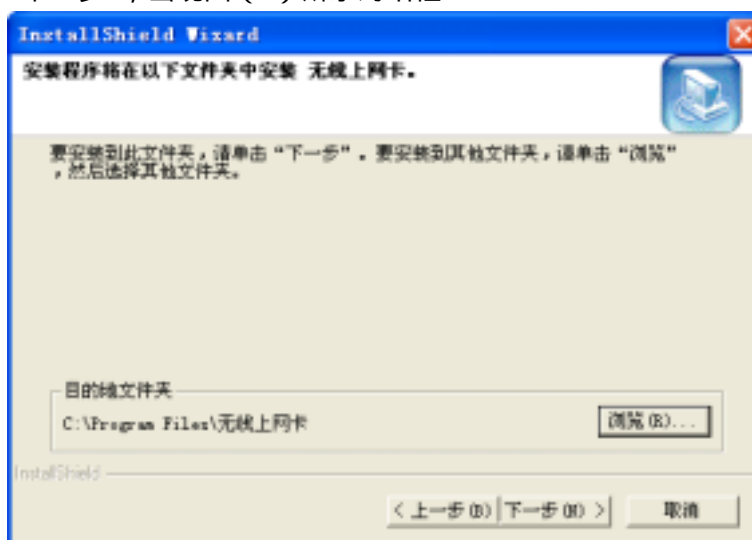 InstallShield Wizard
安装程序将在以下文件夹中安装 无线上网卡。
要安装到此文件夹，请单击“下一步”。要安装到其他文件夹，请单击“浏览”
，然后选择其他文件夹。
目的地文件夹
C:\Program Files\无线上网卡
浏览(R)...
InstallShield
< 上一步(B) 下一步(N) > 取消